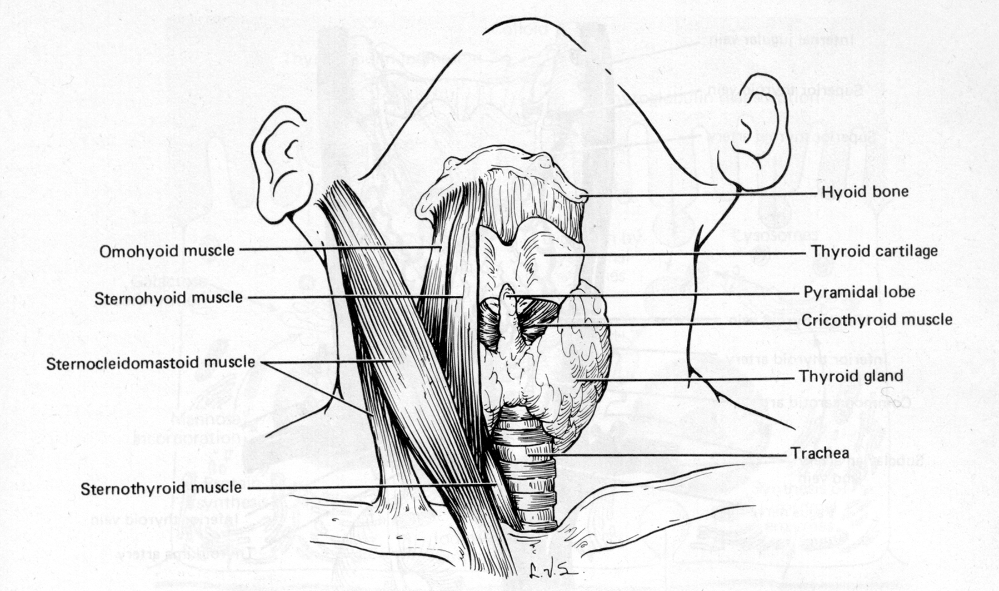 Hyoid bone
Omohyoid muscle
Thyroid cartilage
Sternohyoid muscle
Pyramidal lobe
Cricothyroid muscle
Sternocleidomastoid muscle
Thyroid gland
Trachea
Sternothyroid muscle
L.V.S.